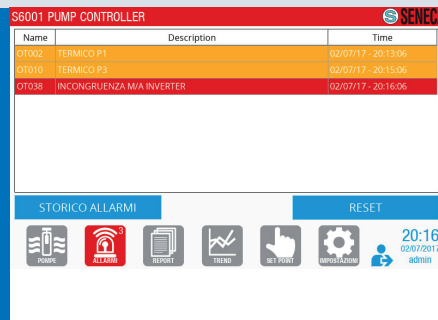 S6001 PUMP CONTROLLER
SENECA
Name Description Time
OT002 TERMICO P1 02/07/17 - 20:13:06
OT010 TERMICO P3 02/07/17 - 20:15:06
OT038 INCONGRUENZA M/A INVERTER 02/07/17 - 20:16:06
STORICO ALLARMI RESET
3
POMPE ALLARMI REPORT TREND SET POINT IMPOSTAZIONI
20:16
02/07/2017
admin